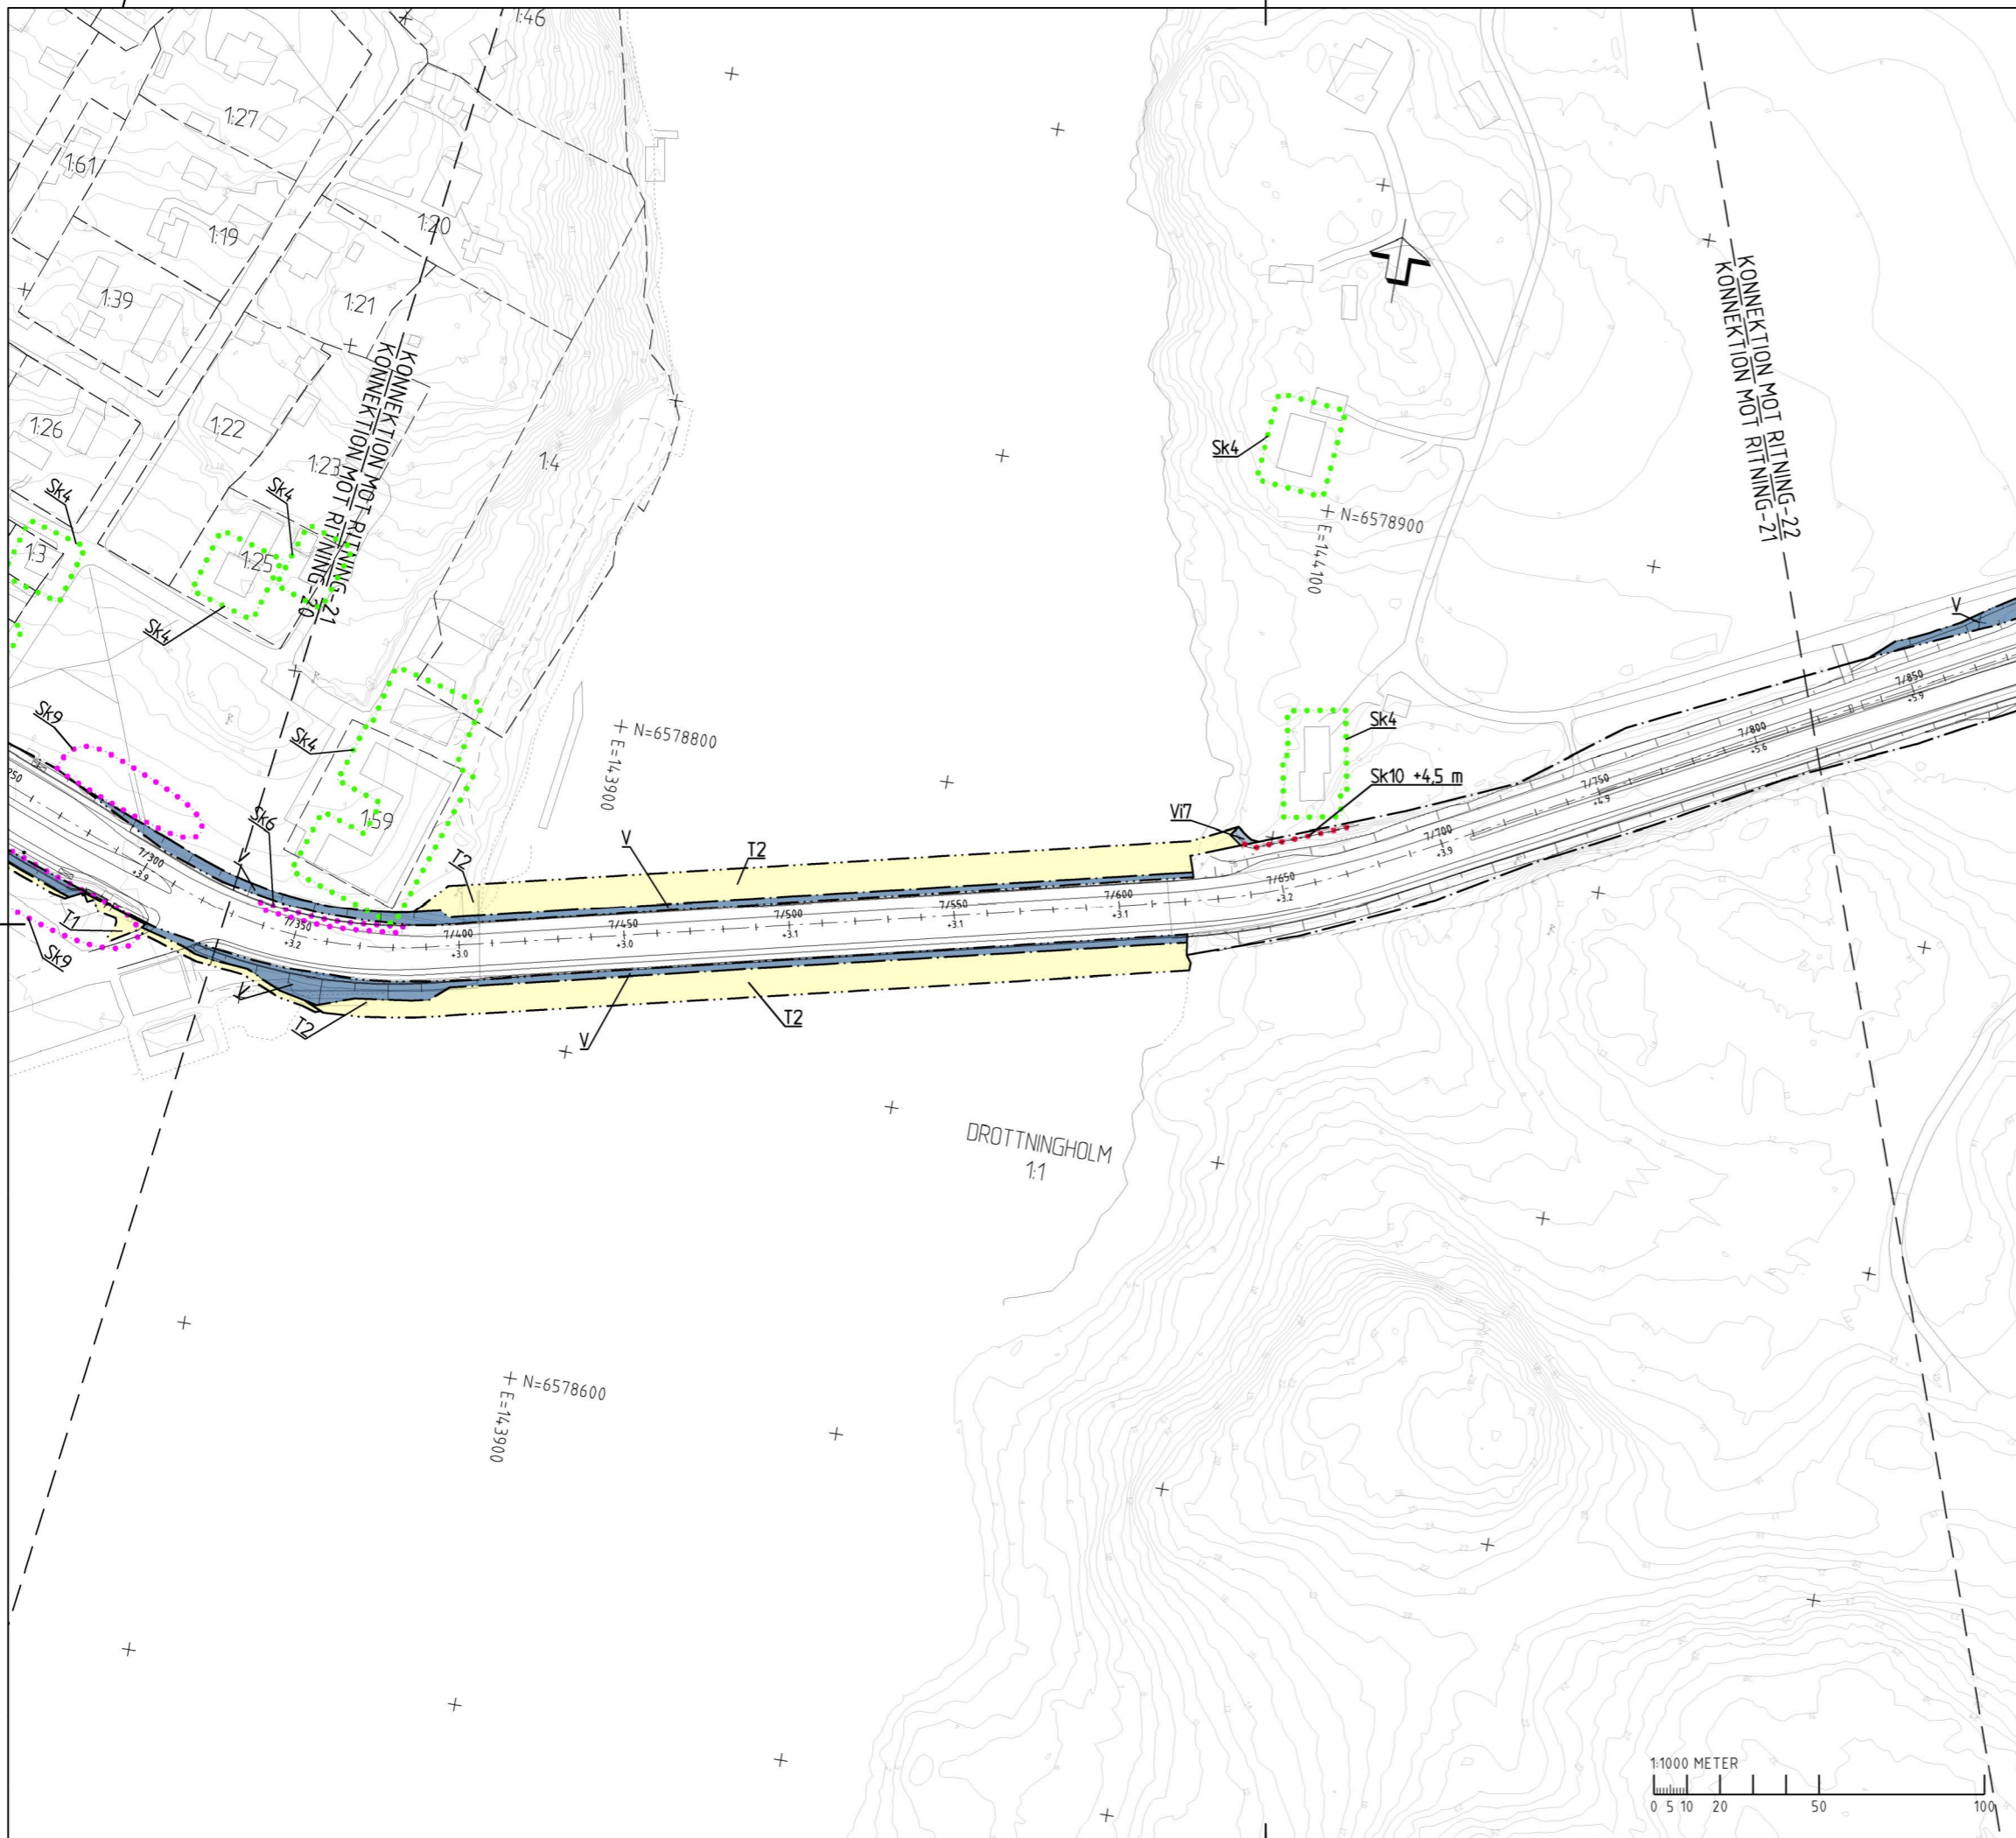 1:46
1:27
1:61
1:20
1:19
1:21
1:39
KONNEKTION MOT RITNING-22
KONNEKTION MOT RITNING-21
KONNEKTION MOT RITNING-21
KONNEKTION MOT RITNING-20
1:26
1:22
1:23
1:4
Sk4
Sk4
Sk4
N=6578900
E=144100
1:3
1:25
Sk4
V
Sk9
Sk4
N=6578800
E=143900
Sk4
Sk10 +4,5 m
7/850
+5.9
7/800
+5.6
7/750
+4.9
Vi7
1:59
Sk6
V
T2
V
T2
7/300
+3.9
7/350
+3.2
7/400
+3.0
7/450
+3.0
7/500
+3.1
7/550
+3.1
7/600
+3.1
7/650
+3.2
7/700
+3.9
T1
Sk9
V
T2
V
T2
DROTTNINGHOLM
1:1
N=6578600
E=143900
1:1000 METER
0 5 10 20 50 100